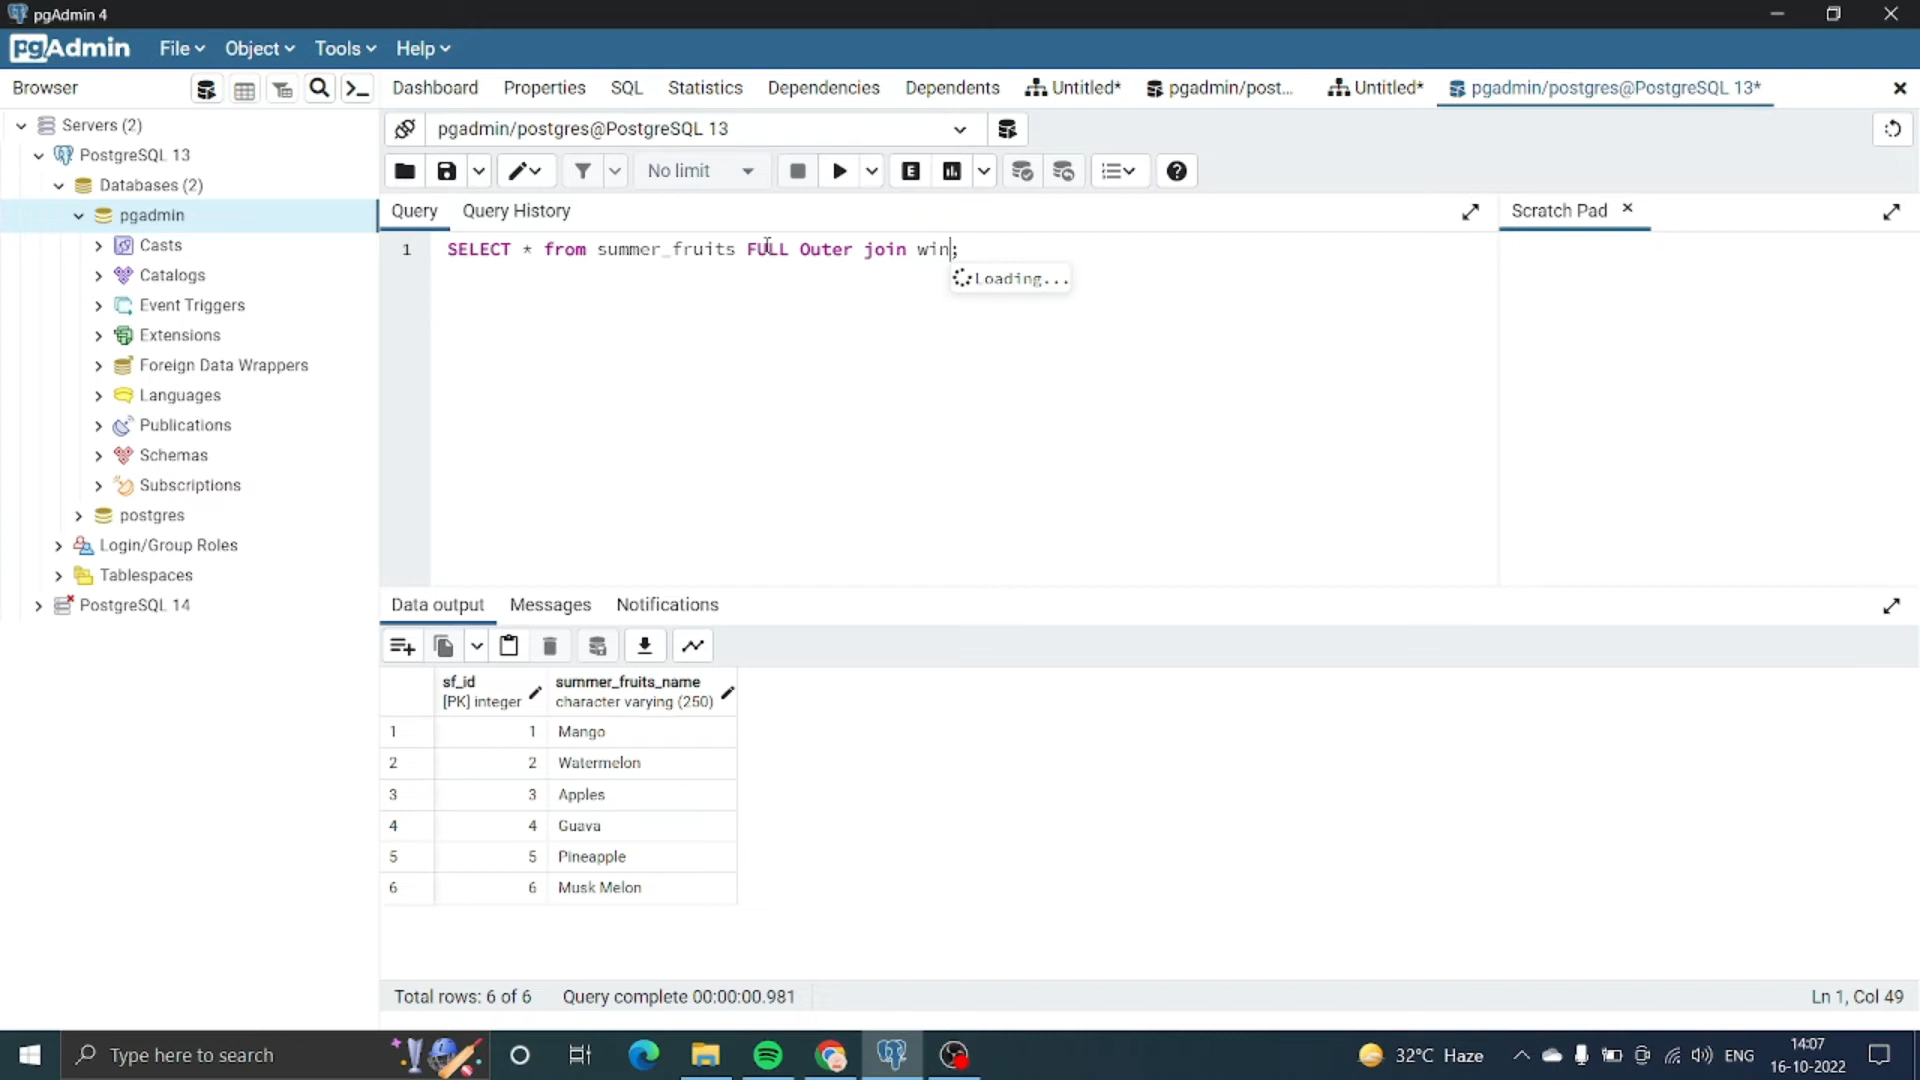 pgAdmin 4
pgAdmin File Object Tools Help
Browser Dashboard Properties SQL Statistics Dependencies Dependents Untitled* pgadmin/post... Untitled* pgadmin/postgres@PostgreSQL 13*
Servers (2)
PostgreSQL 13
Databases (2)
pgadmin
Casts
Catalogs
Event Triggers
Extensions
Foreign Data Wrappers
Languages
Publications
Schemas
Subscriptions
postgres
Login/Group Roles
Tablespaces
PostgreSQL 14
pgadmin/postgres@PostgreSQL 13
No limit E
Query Query History Scratch Pad
1 SELECT * from summer_fruits FULL Outer join win;
Loading...
Data output Messages Notifications
sf_id summer_fruits_name
[PK] integer character varying (250)
1 1 Mango
2 2 Watermelon
3 3 Apples
4 4 Guava
5 5 Pineapple
6 6 Musk Melon
Total rows: 6 of 6 Query complete 00:00:00.981 Ln 1, Col 49
Type here to search 32°C Haze ENG 14:07
16-10-2022